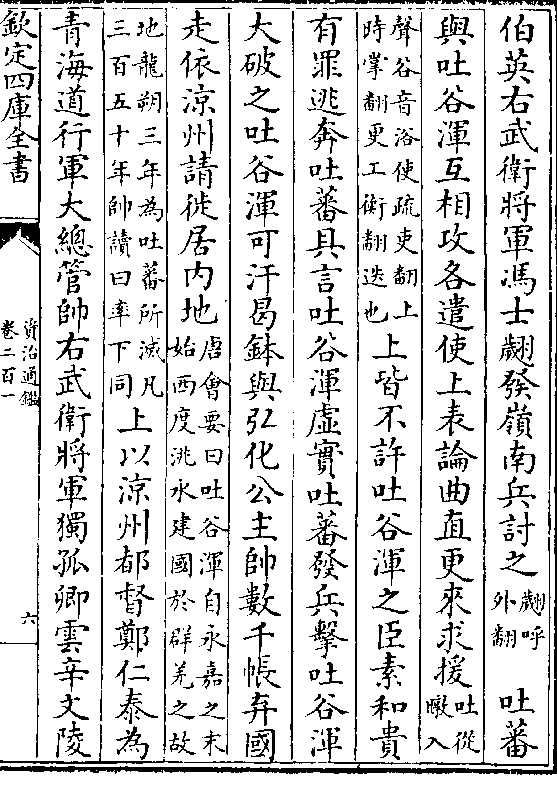 伯英右武衛將軍馮士翽發嶺南兵討之翽呼外翻吐蕃
與吐谷渾互相攻各遣使上表論曲直更來求援吐從暾入
聲谷音浴使疏吏翻上時掌翻更工衡翻迭也上皆不許吐谷渾之臣素和貴
有罪逃奔吐蕃具言吐谷渾虛實吐蕃發兵擊吐谷渾
大破之吐谷渾可汗曷鉢與弘化公主帥數千帳弃國
走依涼州請徙居内地唐會要曰吐谷渾自永嘉之末始西度洮水建國於群羌之故
地龍朔三年為吐蕃所滅凡三百五十年帥讀曰率下同上以涼州都督鄭仁泰為
青海道行軍大總管帥右武衛將軍獨孤卿雲辛文陵
欽定四庫全書
資治通鑑
卷二百一
六